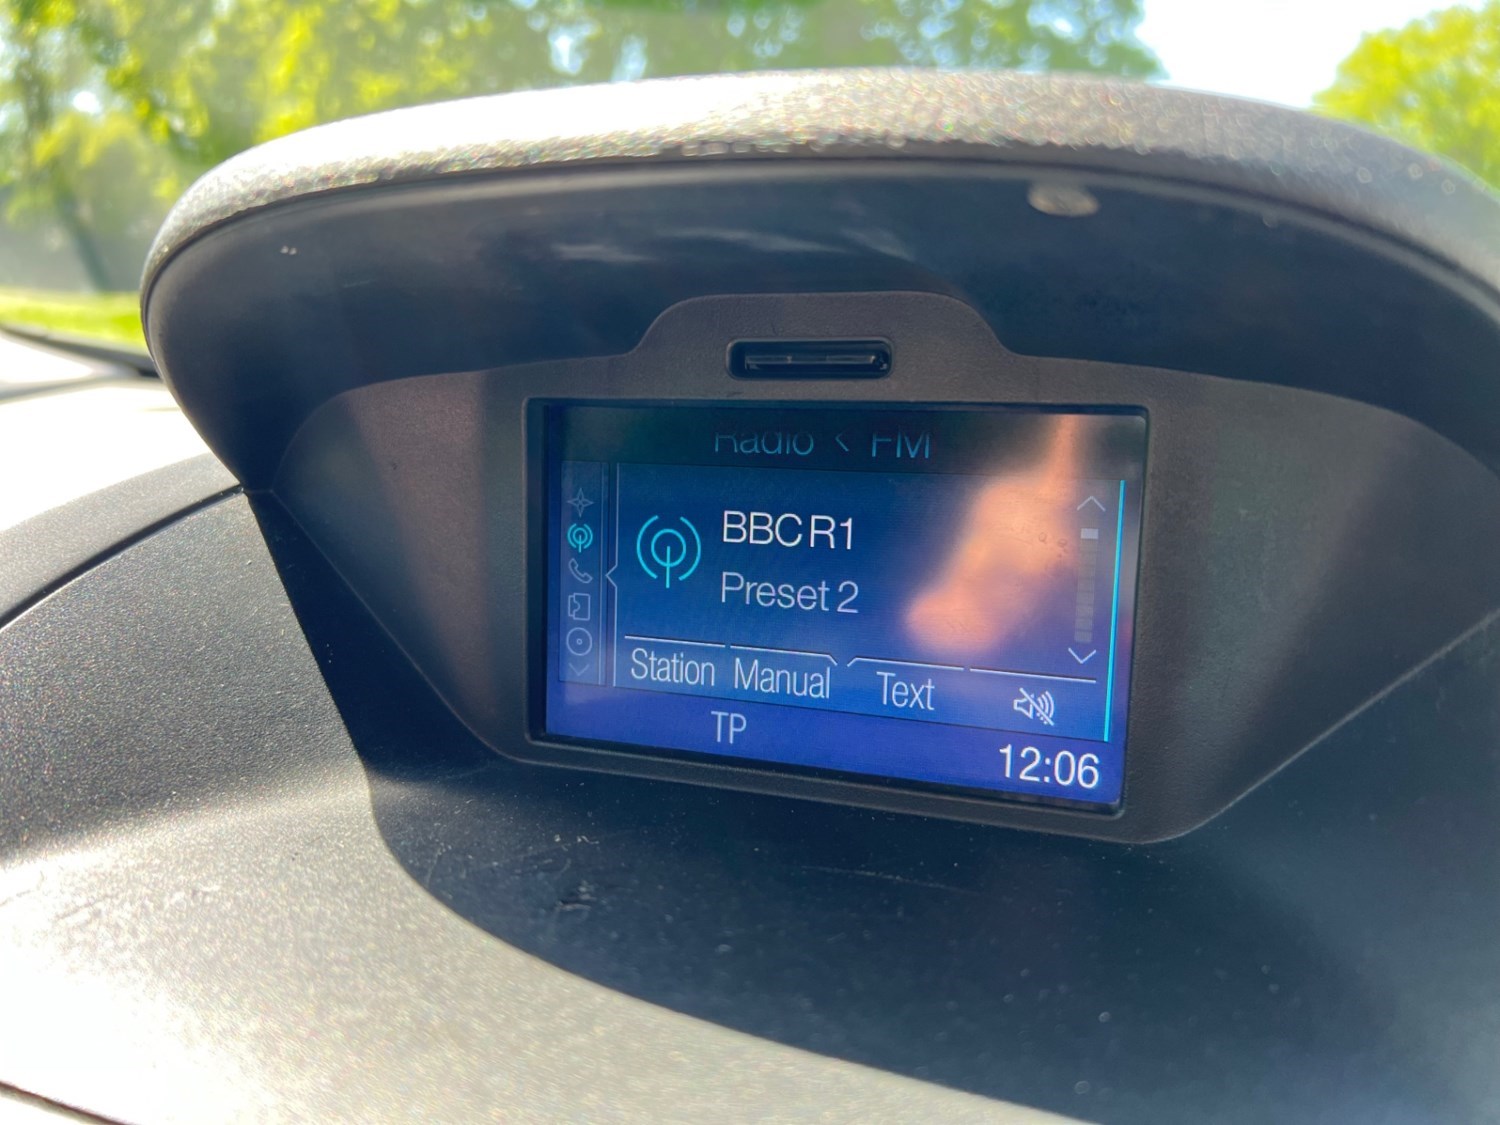 Radio < FM
BBC R1
Preset 2
Station Manual Text
TP
12:06